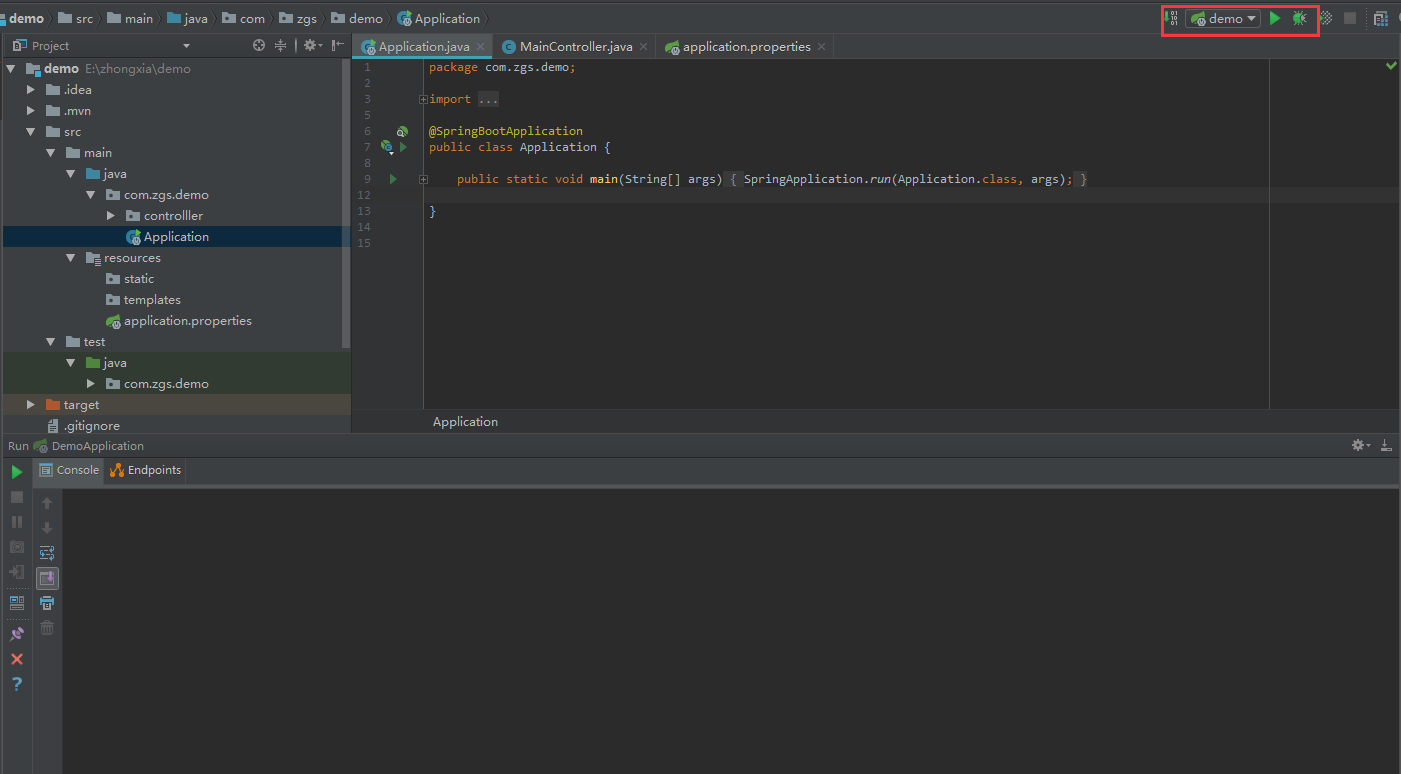 demo src main java com zgs demo Application
demo
Project
Application.java MainController.java application.properties
demo E:\zhongxia\demo
.idea
.mvn
src
main
java
com.zgs.demo
controlller
Application
resources
static
templates
application.properties
test
java
com.zgs.demo
target
.gitignore
1 package com.zgs.demo;
2
3 import ...
5
6 @SpringBootApplication
7 public class Application {
8
9 public static void main(String[] args) { SpringApplication.run(Application.class, args); }
12
13 }
14
15
Application
Run DemoApplication
Console Endpoints